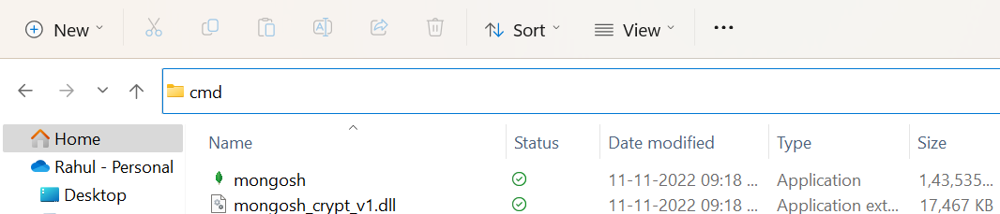 New Sort View
cmd
Home Name Status Date modified Type Size
Rahul - Personal mongosh 11-11-2022 09:18 ... Application 1,43,535...
Desktop mongosh_crypt_v1.dll 11-11-2022 09:18 ... Application ext... 17,467 KB